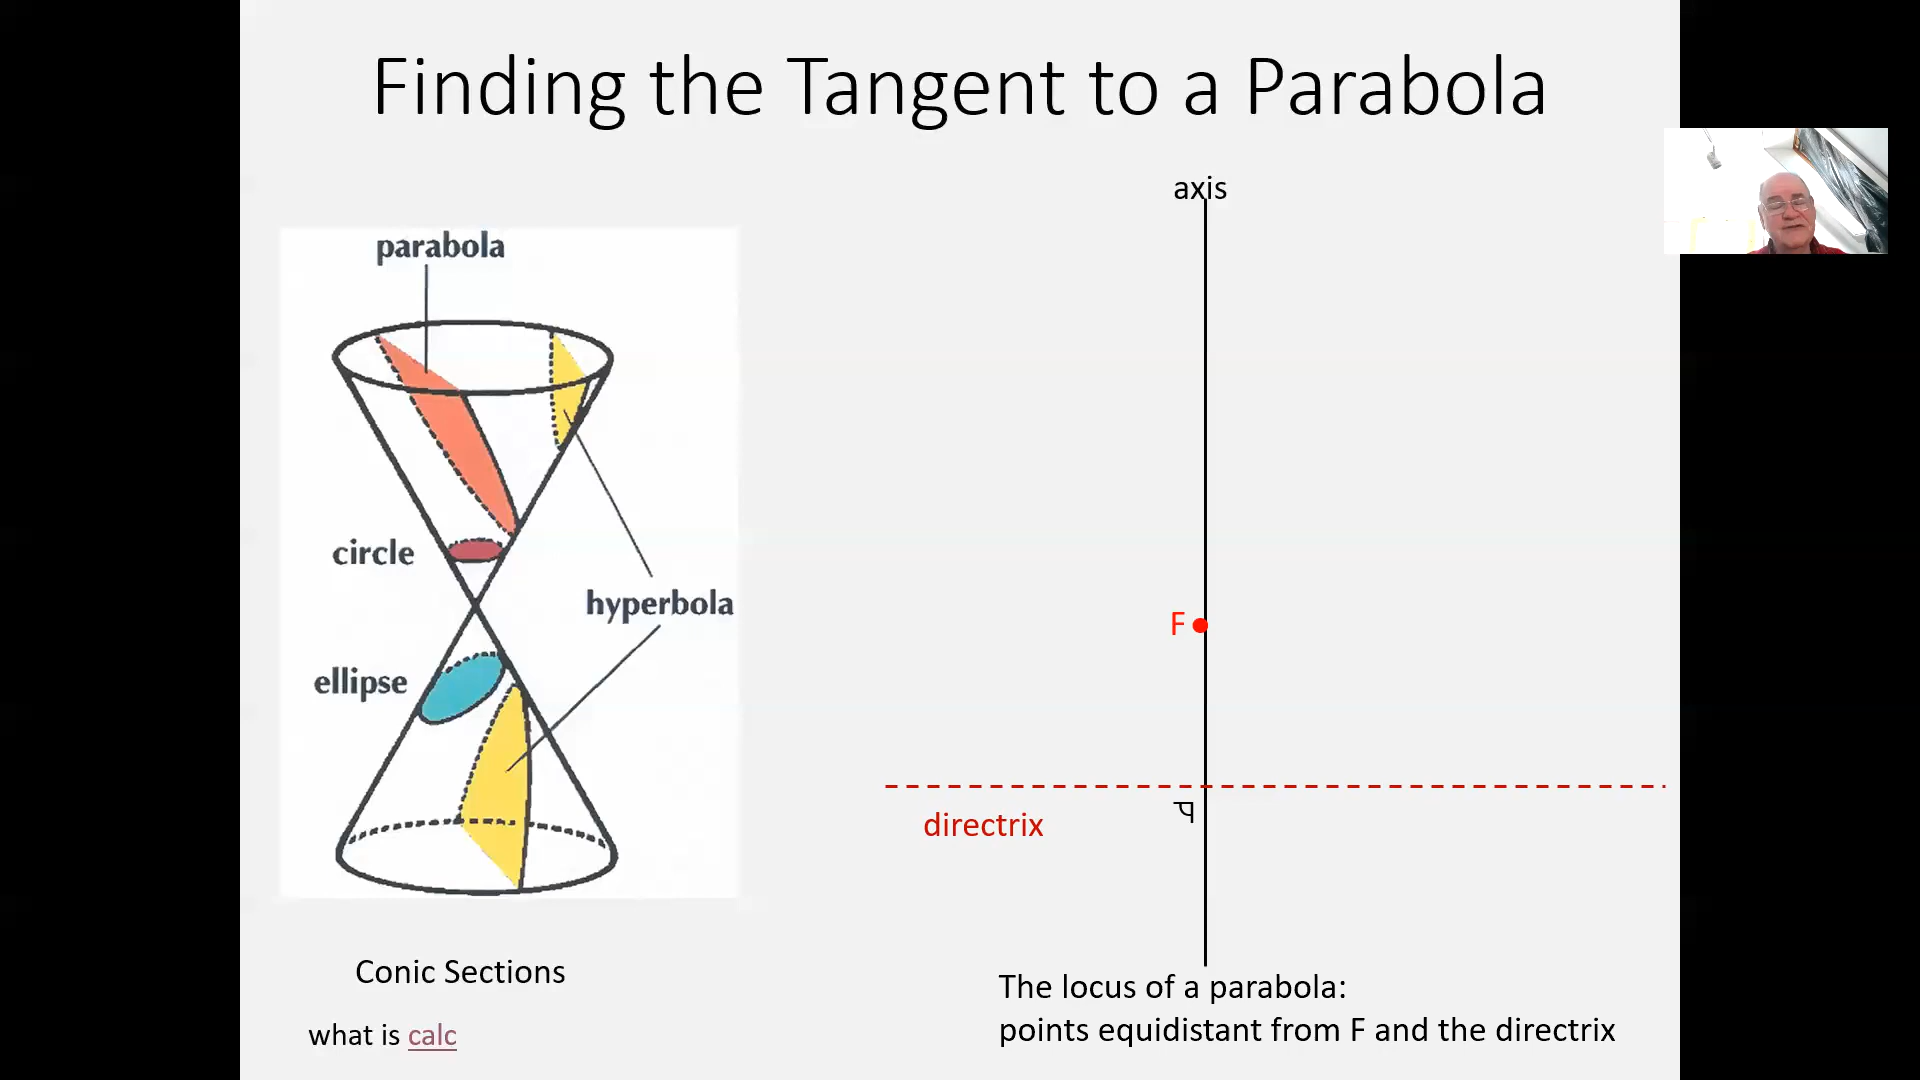 Finding the Tangent to a Parabola
parabola
circle
hyperbola
ellipse
Conic Sections
what is calc
axis
F
directrix
The locus of a parabola:
points equidistant from F and the directrix